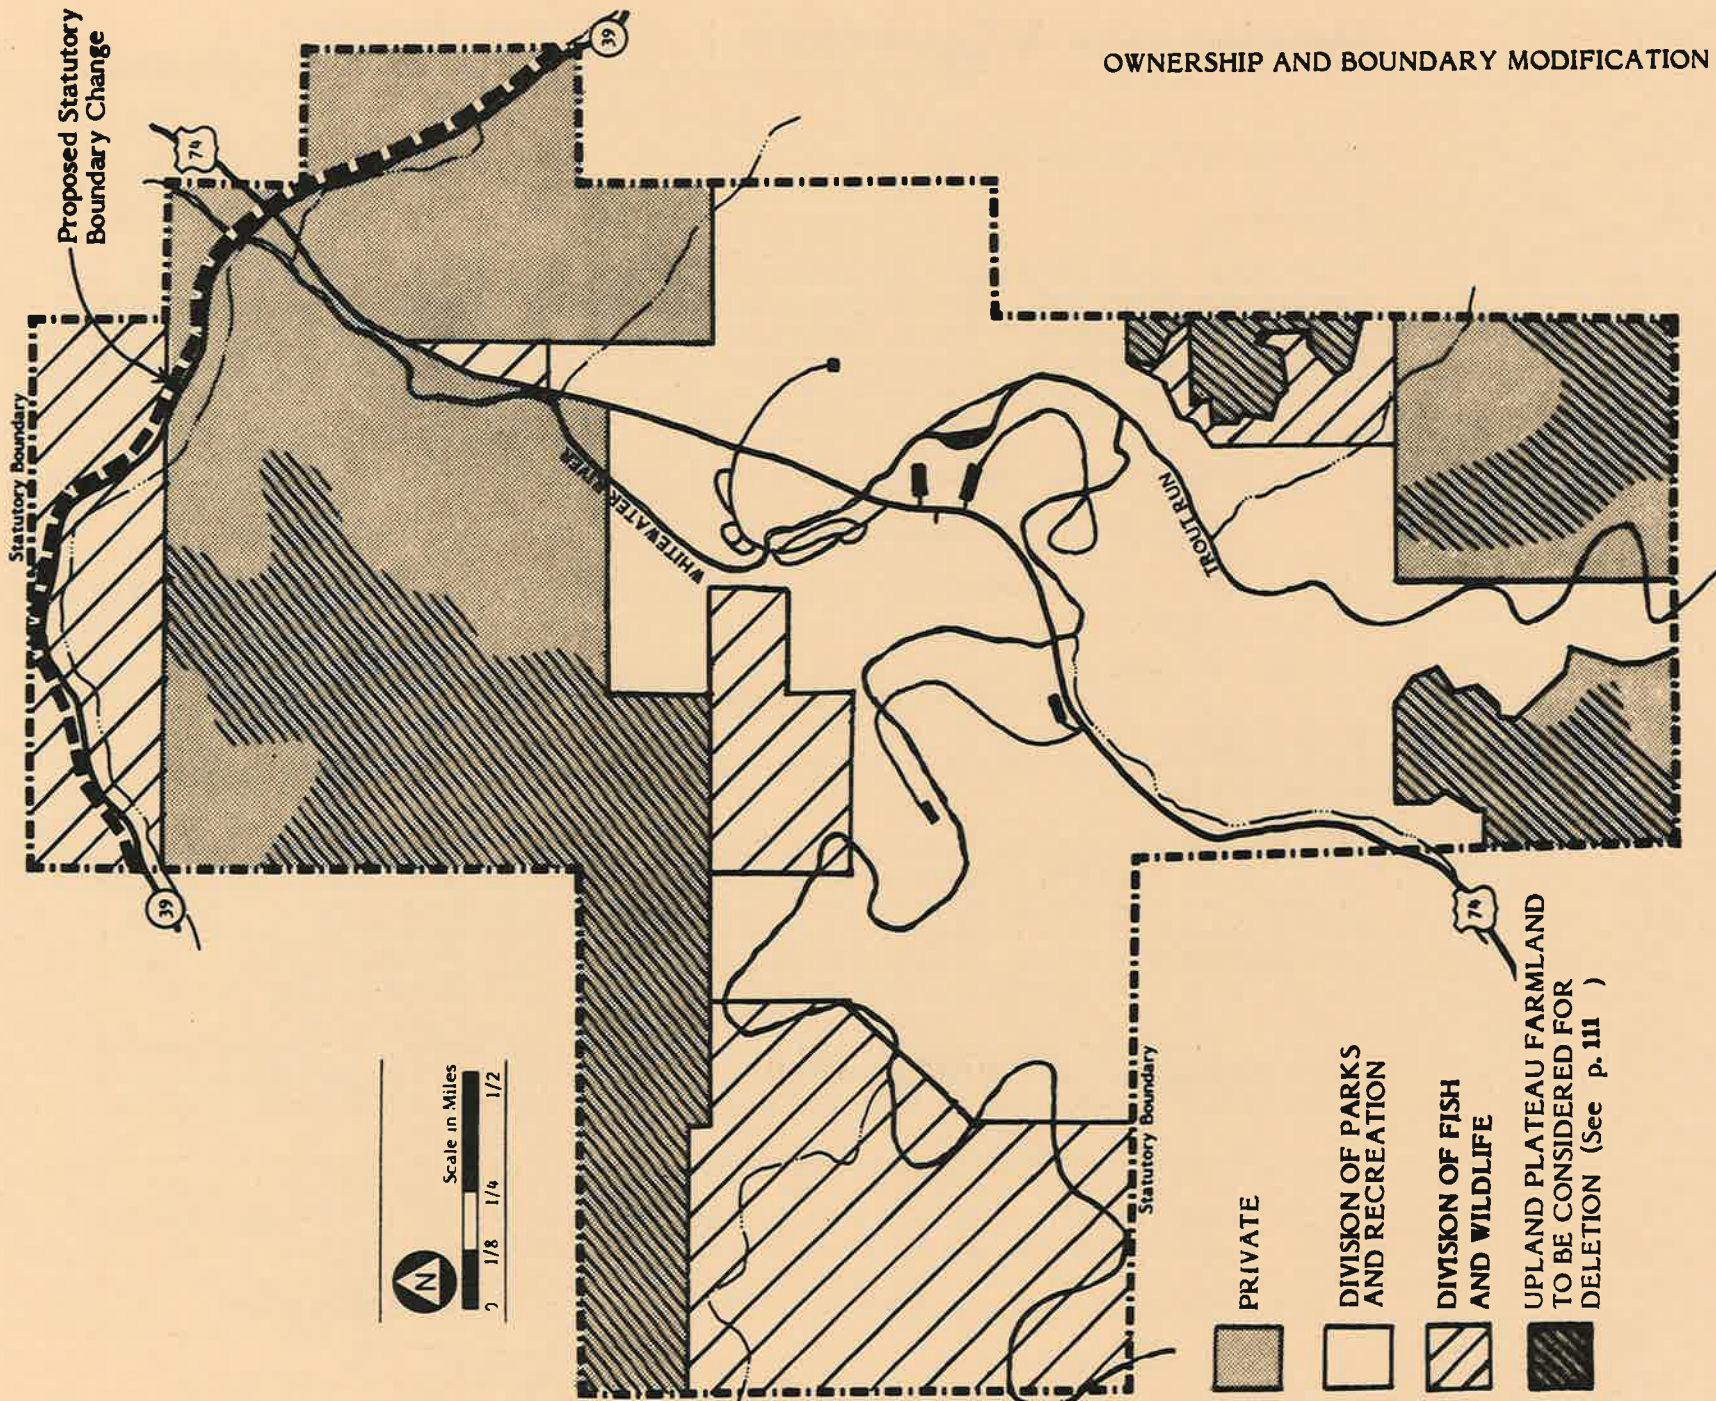 OWNERSHIP AND BOUNDARY MODIFICATION
Proposed Statutory
Boundary Change
39
74
Statutory Boundary
WHITEWATER RIVER
TROUT RUN
39
74
Statutory Boundary
N
Scale in Miles
0 1/8 1/4 1/2
PRIVATE
DIVISION OF PARKS
AND RECREATION
DIVISION OF FISH
AND WILDLIFE
UPLAND PLATEAU FARMLAND
TO BE CONSIDERED FOR
DELETION (See p. 111 )